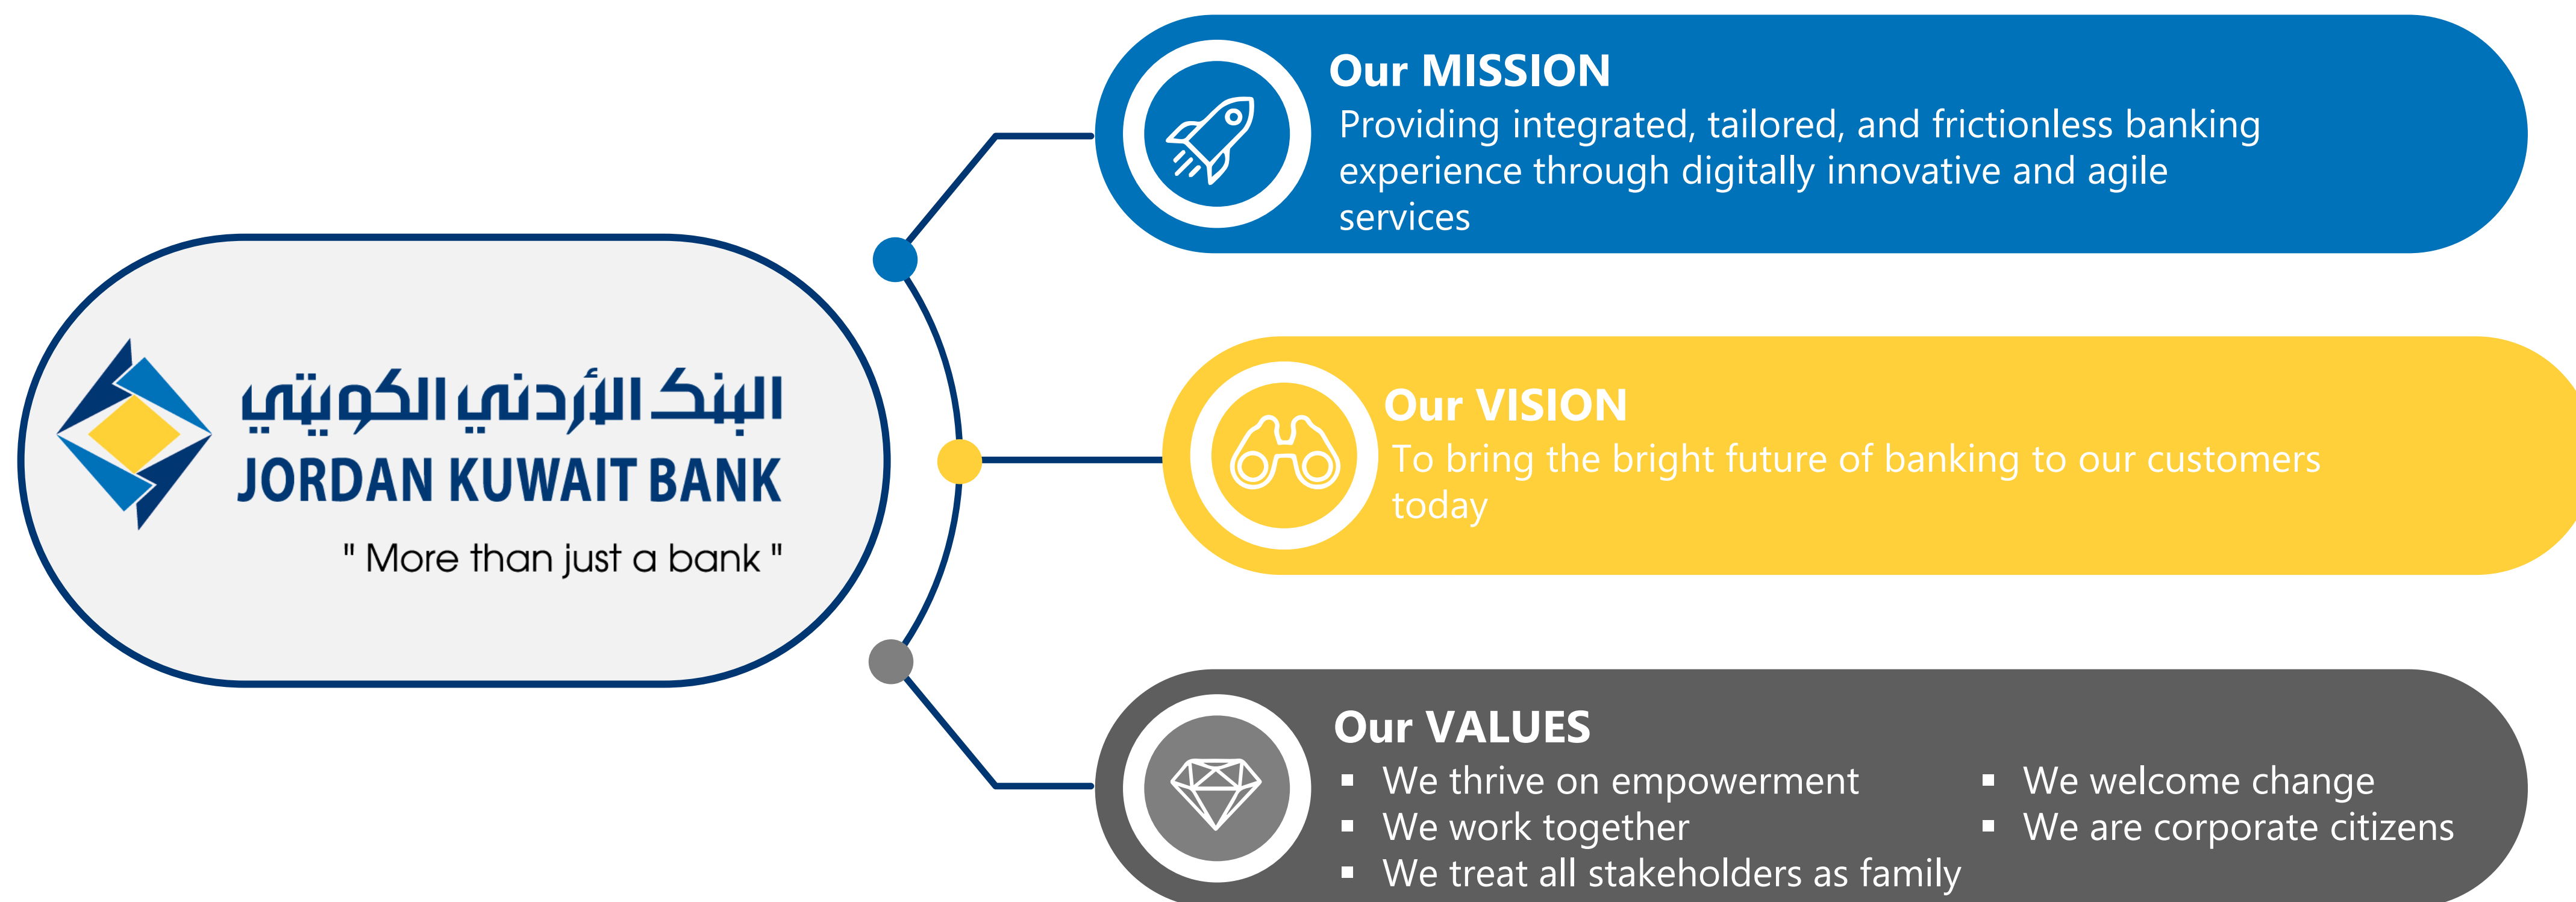 البنك الأردني الكويتي
JORDAN KUWAIT BANK
" More than just a bank "
Our MISSION
Providing integrated, tailored, and frictionless banking
experience through digitally innovative and agile
services
Our VISION
To bring the bright future of banking to our customers
today
Our VALUES
▪ We thrive on empowerment
▪ We work together
▪ We treat all stakeholders as family
▪ We welcome change
▪ We are corporate citizens